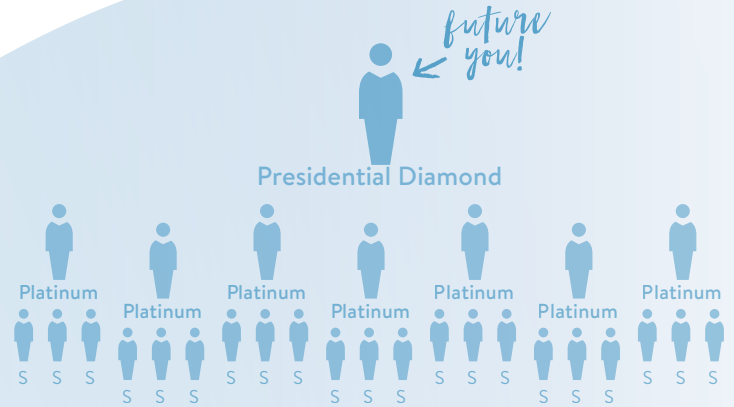 future
you!
Presidential Diamond
Platinum Platinum Platinum Platinum
Platinum Platinum Platinum
S S S S S S S S S S S S
S S S S S S S S S